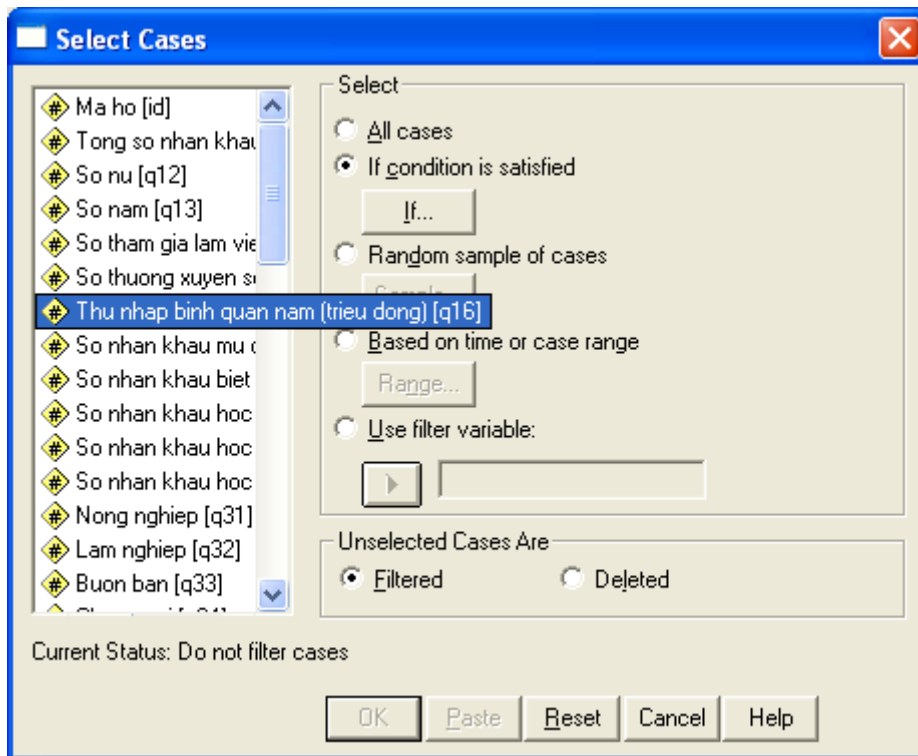 Select Cases
Ma ho [id]
Tong so nhan khau
So nu [q12]
So nam [q13]
So tham gia lam vie
So thuong xuyen s
Thu nhap binh quan nam (trieu dong) [q16]
So nhan khau mu
So nhan khau biet
So nhan khau hoc
So nhan khau hoc
So nhan khau hoc
Nong nghiep [q31]
Lam nghiep [q32]
Buon ban [q33]
Select
All cases
If condition is satisfied
If...
Random sample of cases
Based on time or case range
Range...
Use filter variable:
Unselected Cases Are
Filtered
Deleted
Current Status: Do not filter cases
OK
Paste
Reset
Cancel
Help